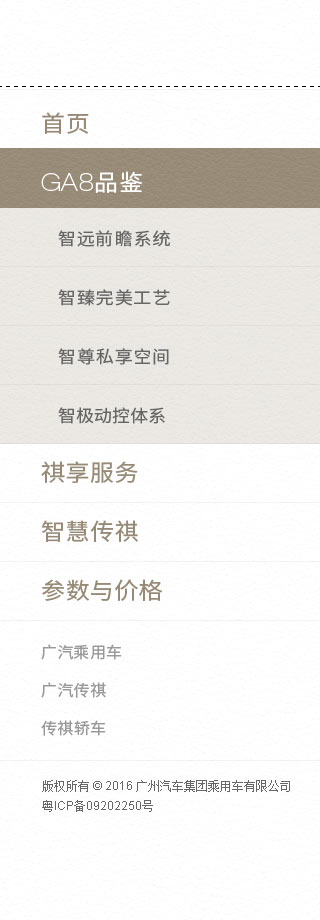 首页
GA8品鉴
智远前瞻系统
智臻完美工艺
智尊私享空间
智极动控体系
祺享服务
智慧传祺
参数与价格
广汽乘用车
广汽传祺
传祺轿车
版权所有 © 2016 广州汽车集团乘用车有限公司
粤ICP备09202250号